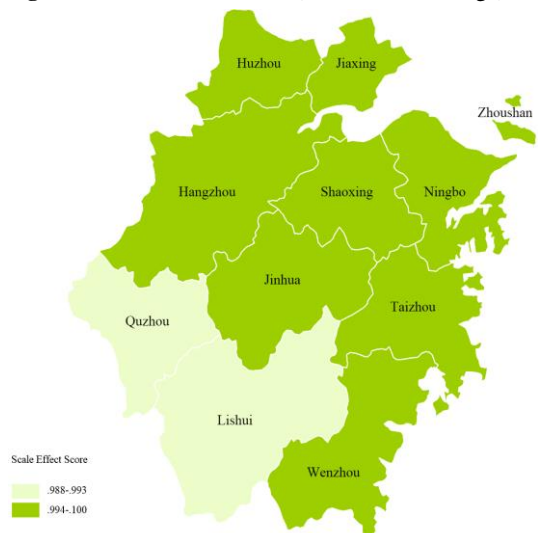 Huzhou
Jiaxing
Zhoushan
Hangzhou
Shaoxing
Ningbo
Jinhua
Quzhou
Taizhou
Lishui
Wenzhou
Scale Effect Score
.988-.993
.994-.100